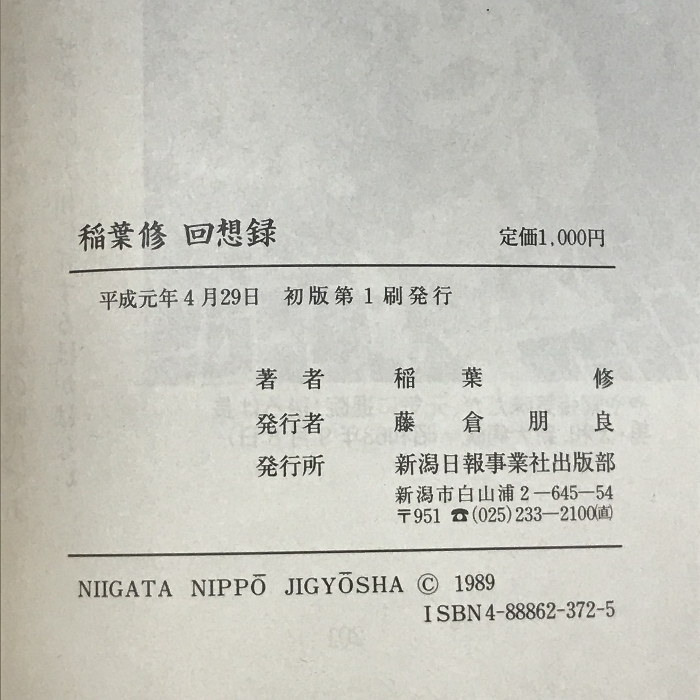 稲葉修 回想録 定価1,000円
平成元年4月29日 初版第1刷発行
著者 稲葉修
発行者 藤倉朋良
発行所 新潟日報事業社出版部
新潟市白山浦2―645―54
〒951 ☎(025)233―2100㈹
NIIGATA NIPPŌ JIGYŌSHA © 1989
ISBN4-88862-372-5